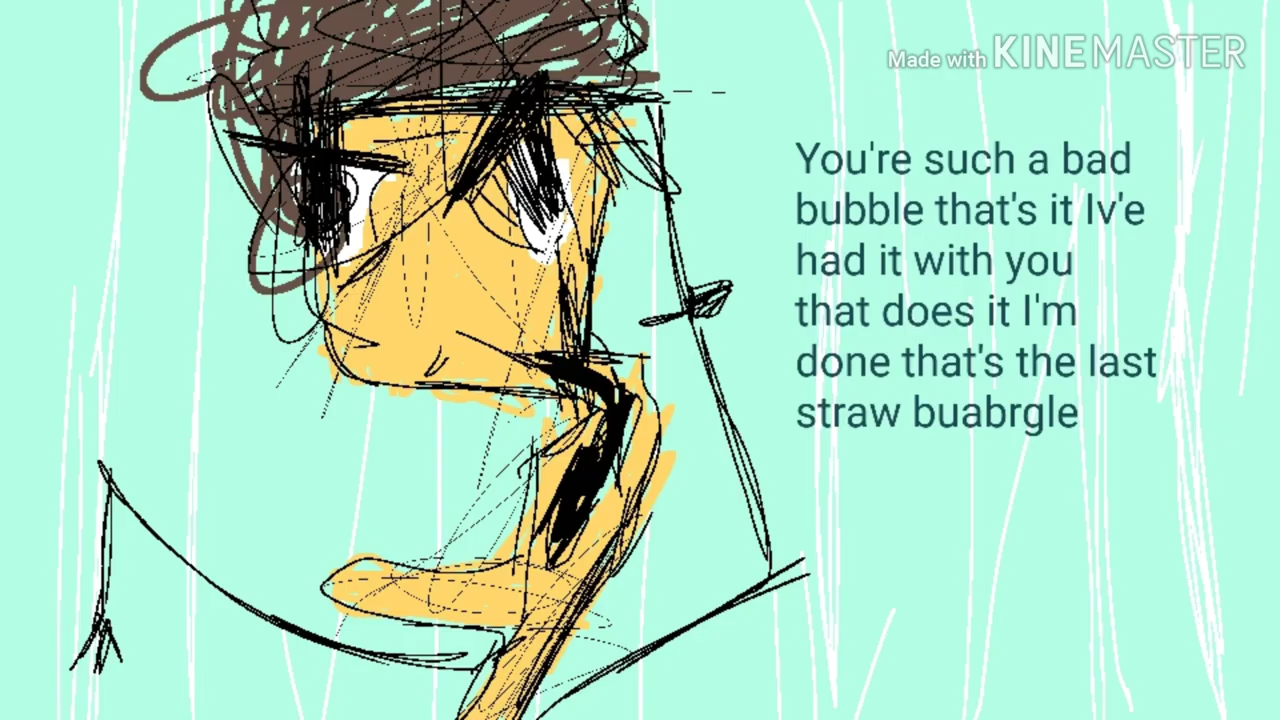 Made with KINEMASTER
You're such a bad
bubble that's it Iv'e
had it with you
that does it I'm
done that's the last
straw buabrgle